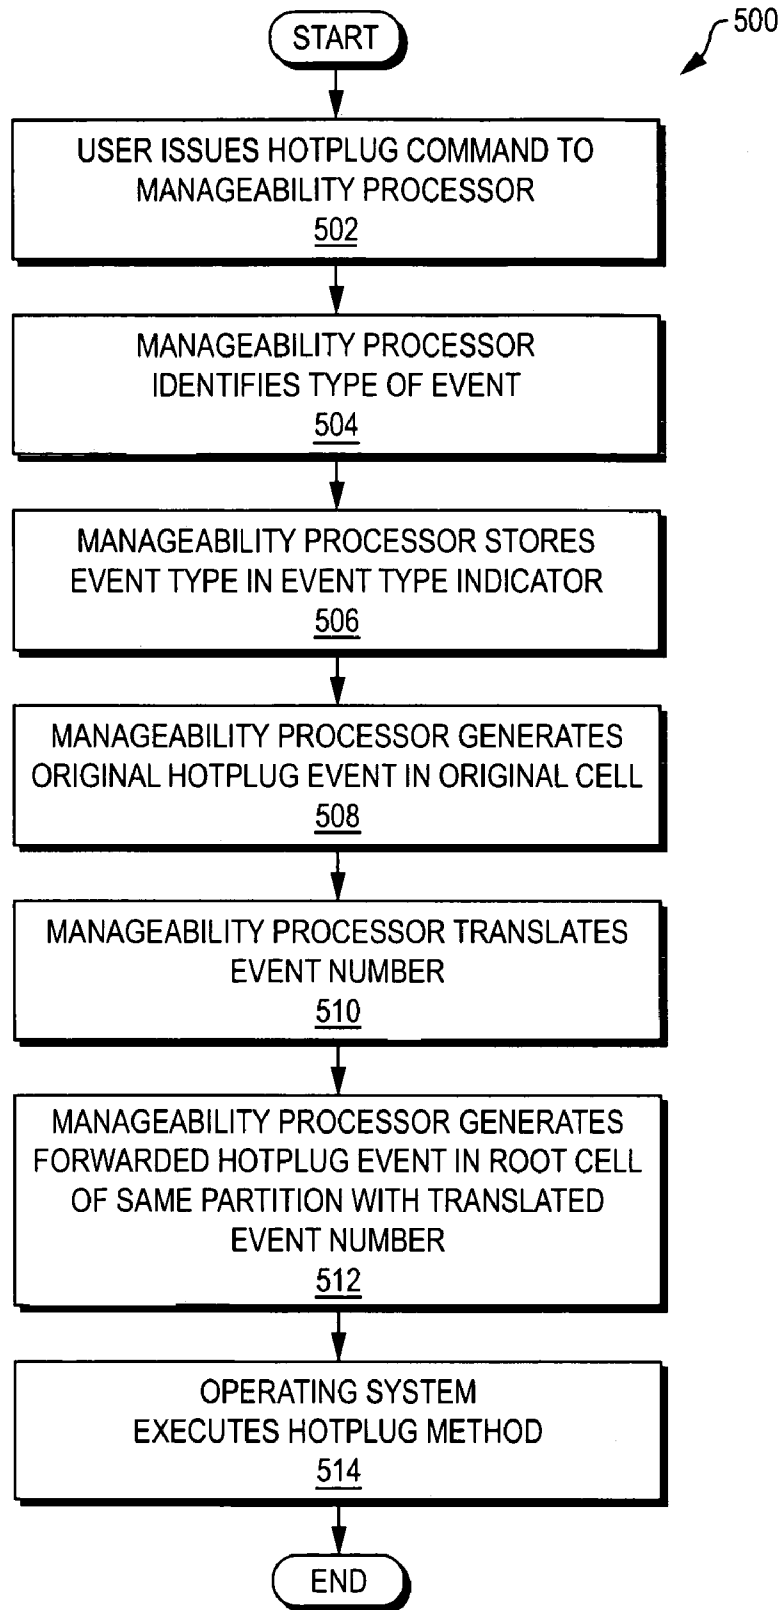 START
500
USER ISSUES HOTPLUG COMMAND TO
MANAGEABILITY PROCESSOR
502
MANAGEABILITY PROCESSOR
IDENTIFIES TYPE OF EVENT
504
MANAGEABILITY PROCESSOR STORES
EVENT TYPE IN EVENT TYPE INDICATOR
506
MANAGEABILITY PROCESSOR GENERATES
ORIGINAL HOTPLUG EVENT IN ORIGINAL CELL
508
MANAGEABILITY PROCESSOR TRANSLATES
EVENT NUMBER
510
MANAGEABILITY PROCESSOR GENERATES
FORWARDED HOTPLUG EVENT IN ROOT CELL
OF SAME PARTITION WITH TRANSLATED
EVENT NUMBER
512
OPERATING SYSTEM
EXECUTES HOTPLUG METHOD
514
END